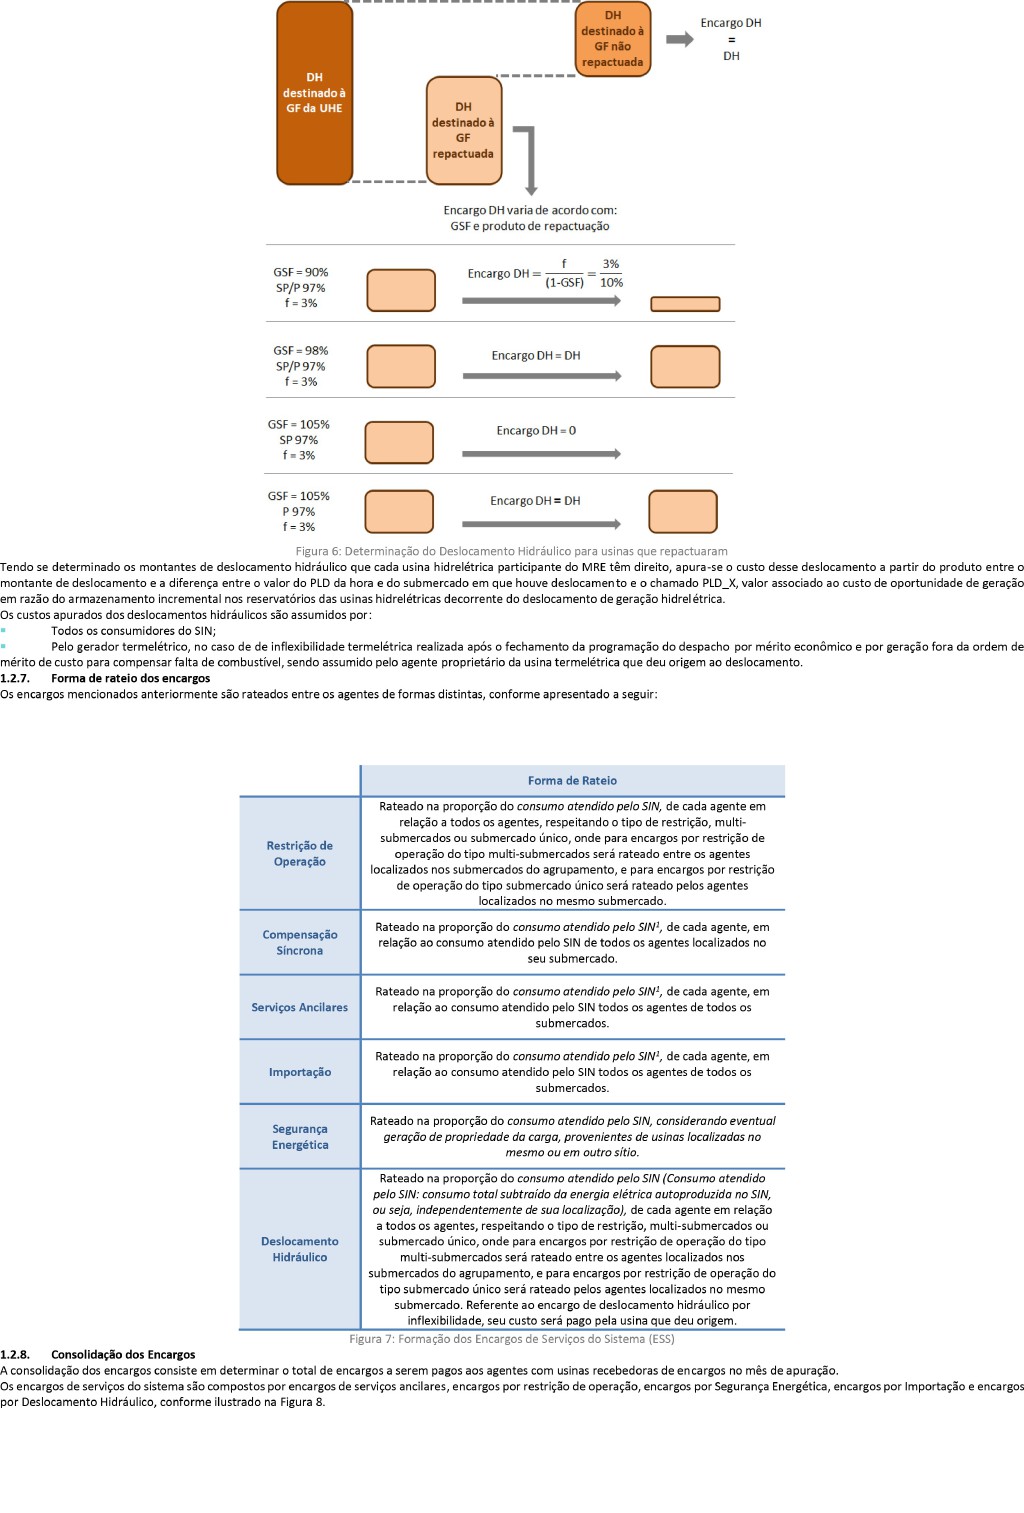 DH
destinado à
GF da UHE
DH
destinado à
GF
repactuada
DH
destinado à
GF não
repactuada
Encargo DH
=
DH
Encargo DH varia de acordo com:
GSF e produto de repactuação
GSF = 90%
SP/P 97%
f = 3%
Encargo DH = f/(1-GSF) = 3%/10%
GSF = 98%
SP/P 97%
f = 3%
Encargo DH = DH
GSF = 105%
SP 97%
f = 3%
Encargo DH = 0
GSF = 105%
P 97%
f = 3%
Encargo DH = DH
Figura 6: Determinação do Deslocamento Hidráulico para usinas que repactuaram
Tendo se determinado os montantes de deslocamento hidráulico que cada usina hidrelétrica participante do MRE têm direito, apura-se o custo desse deslocamento a partir do produto entre o
montante de deslocamento e a diferença entre o valor do PLD da hora e do submercado em que houve deslocamento e o chamado PLD_X, valor associado ao custo de oportunidade de geração
em razão do armazenamento incremental nos reservatórios das usinas hidrelétricas decorrente do deslocamento de geração hidrelétrica.
Os custos apurados dos deslocamentos hidráulicos são assumidos por:
▪ Todos os consumidores do SIN;
▪ Pelo gerador termelétrico, no caso de de inflexibilidade termelétrica realizada após o fechamento da programação do despacho por mérito econômico e por geração fora da ordem de
mérito de custo para compensar falta de combustível, sendo assumido pelo agente proprietário da usina termelétrica que deu origem ao deslocamento.
1.2.7. Forma de rateio dos encargos
Os encargos mencionados anteriormente são rateados entre os agentes de formas distintas, conforme apresentado a seguir:
Forma de Rateio
Restrição de
Operação
Rateado na proporção do consumo atendido pelo SIN, de cada agente em
relação a todos os agentes, respeitando o tipo de restrição, multi-
submercados ou submercado único, onde para encargos por restrição de
operação do tipo multi-submercados será rateado entre os agentes
localizados nos submercados do agrupamento, e para encargos por restrição
de operação do tipo submercado único será rateado pelos agentes
localizados no mesmo submercado.
Compensação
Síncrona
Rateado na proporção do consumo atendido pelo SIN¹, de cada agente, em
relação ao consumo atendido pelo SIN de todos os agentes localizados no
seu submercado.
Serviços Ancilares
Rateado na proporção do consumo atendido pelo SIN¹, de cada agente, em
relação ao consumo atendido pelo SIN todos os agentes de todos os
submercados.
Importação
Rateado na proporção do consumo atendido pelo SIN¹, de cada agente, em
relação ao consumo atendido pelo SIN todos os agentes de todos os
submercados.
Segurança
Energética
Rateado na proporção do consumo atendido pelo SIN, considerando eventual
geração de propriedade da carga, provenientes de usinas localizadas no
mesmo ou em outro sítio.
Deslocamento
Hidráulico
Rateado na proporção do consumo atendido pelo SIN (Consumo atendido
pelo SIN: consumo total subtraído da energia elétrica autoproduzida no SIN,
ou seja, independentemente de sua localização), de cada agente em relação
a todos os agentes, respeitando o tipo de restrição, multi-submercados ou
submercado único, onde para encargos por restrição de operação do tipo
multi-submercados será rateado entre os agentes localizados nos
submercados do agrupamento, e para encargos por restrição de operação do
tipo submercado único será rateado pelos agentes localizados no mesmo
submercado. Referente ao encargo de deslocamento hidráulico por
inflexibilidade, seu custo será pago pela usina que deu origem.
Figura 7: Formação dos Encargos de Serviços do Sistema (ESS)
1.2.8. Consolidação dos Encargos
A consolidação dos encargos consiste em determinar o total de encargos a serem pagos aos agentes com usinas recebedoras de encargos no mês de apuração.
Os encargos de serviços do sistema são compostos por encargos de serviços ancilares, encargos por restrição de operação, encargos por Segurança Energética, encargos por Importação e encargos
por Deslocamento Hidráulico, conforme ilustrado na Figura 8.